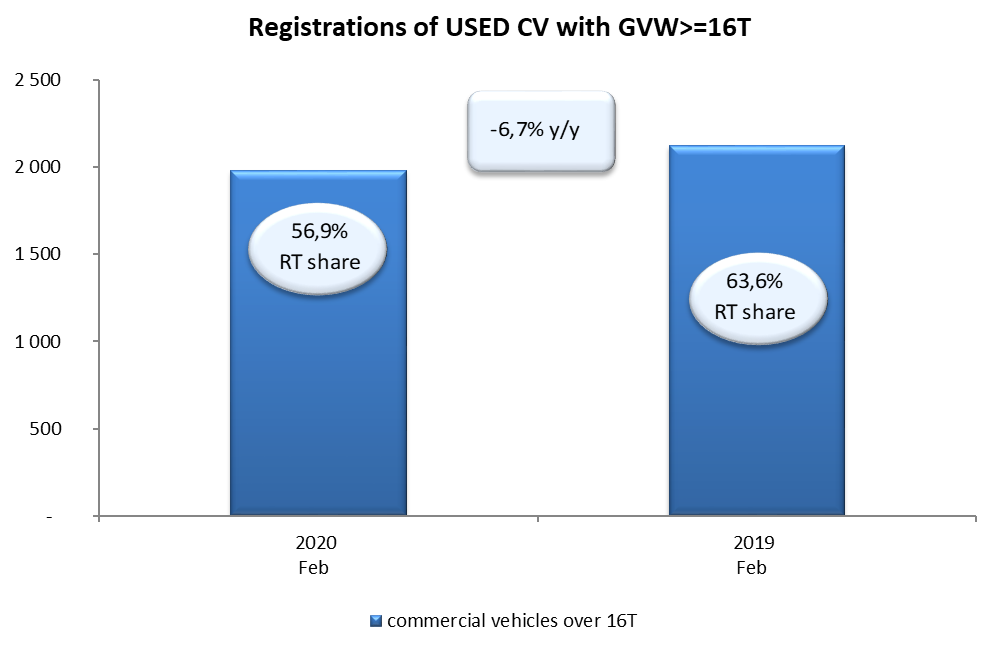 Registrations of USED CV with GVW>=16T
2 500
2 000
1 500
1 000
500
-
-6,7% y/y
56,9%
RT share
63,6%
RT share
2020
Feb
2019
Feb
commercial vehicles over 16T